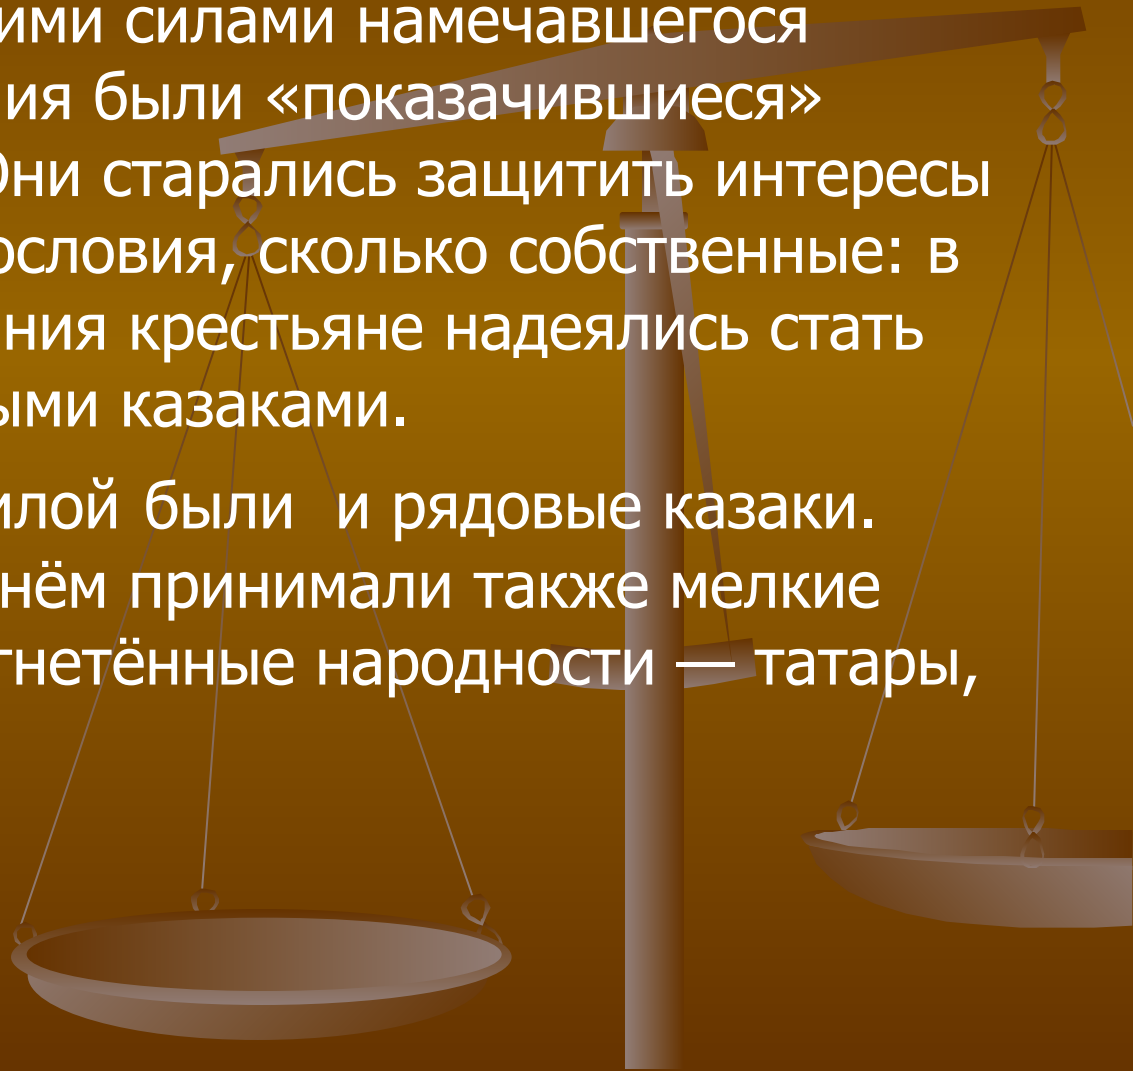 ими силами намечавшегося
ия были «показачившиеся»
Они старались защитить интересы
ословия, сколько собственные: в
ния крестьяне надеялись стать
ыми казаками.
илой были и рядовые казаки.
нём принимали также мелкие
гнетённые народности — татары,